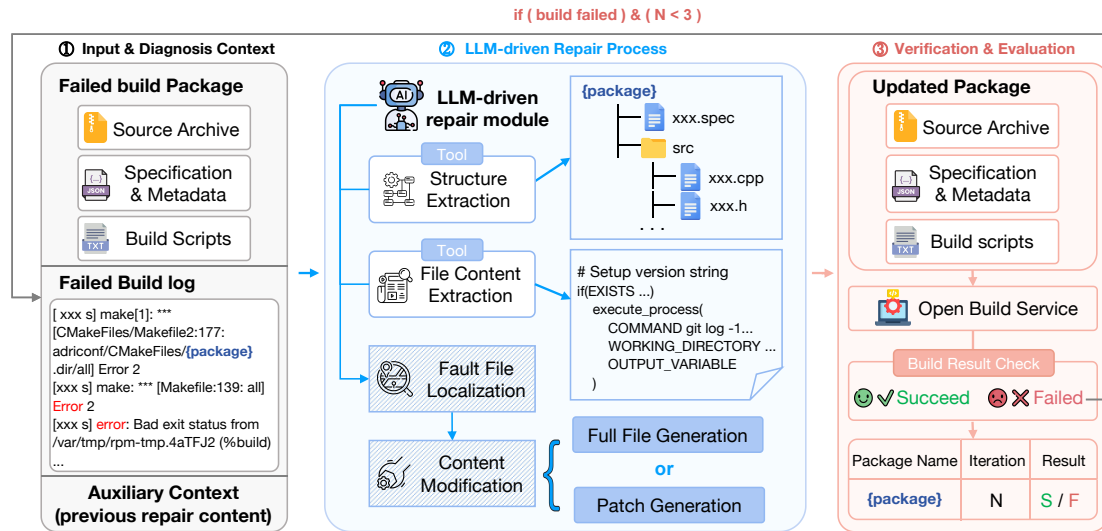 if ( build failed ) & ( N < 3 )
① Input & Diagnosis Context
Failed build Package
Source Archive
{...}
JSON
Specification
& Metadata
TXT
Build Scripts
Failed Build log
[ xxx s] make[1]: ***
[CMakeFiles/Makefile2:177:
adriconf/CMakeFiles/{package}
.dir/all] Error 2
[xxx s] make: *** [Makefile:139: all]
Error 2
[xxx s] error: Bad exit status from
/var/tmp/rpm-tmp.4aTFJ2 (%build)
...
Auxiliary Context
(previous repair content)
② LLM-driven Repair Process
AI
LLM-driven
repair module
Tool
Structure
Extraction
Tool
File Content
Extraction
Fault File
Localization
Content
Modification
{package}
xxx.spec
src
xxx.cpp
xxx.h
. . .
# Setup version string
if(EXISTS ...)
execute_process(
COMMAND git log -1...
WORKING_DIRECTORY ...
OUTPUT_VARIABLE
)
Full File Generation
or
Patch Generation
③ Verification & Evaluation
Updated Package
Source Archive
{...}
JSON
Specification
& Metadata
TXT
Build scripts
Open Build Service
Build Result Check
Succeed
Failed
Package Name Iteration Result
{package} N S / F